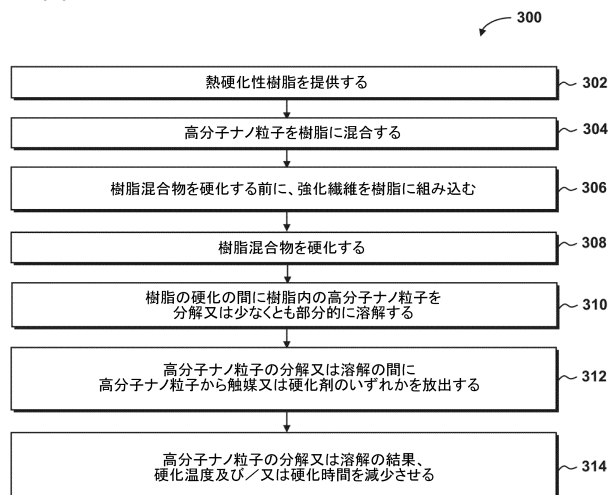 300
熱硬化性樹脂を提供する
302
高分子ナノ粒子を樹脂に混合する
304
樹脂混合物を硬化する前に、強化繊維を樹脂に組み込む
306
樹脂混合物を硬化する
308
樹脂の硬化の間に樹脂内の高分子ナノ粒子を
分解又は少なくとも部分的に溶解する
310
高分子ナノ粒子の分解又は溶解の間に
高分子ナノ粒子から触媒又は硬化剤のいずれかを放出する
312
高分子ナノ粒子の分解又は溶解の結果、
硬化温度及び/又は硬化時間を減少させる
314